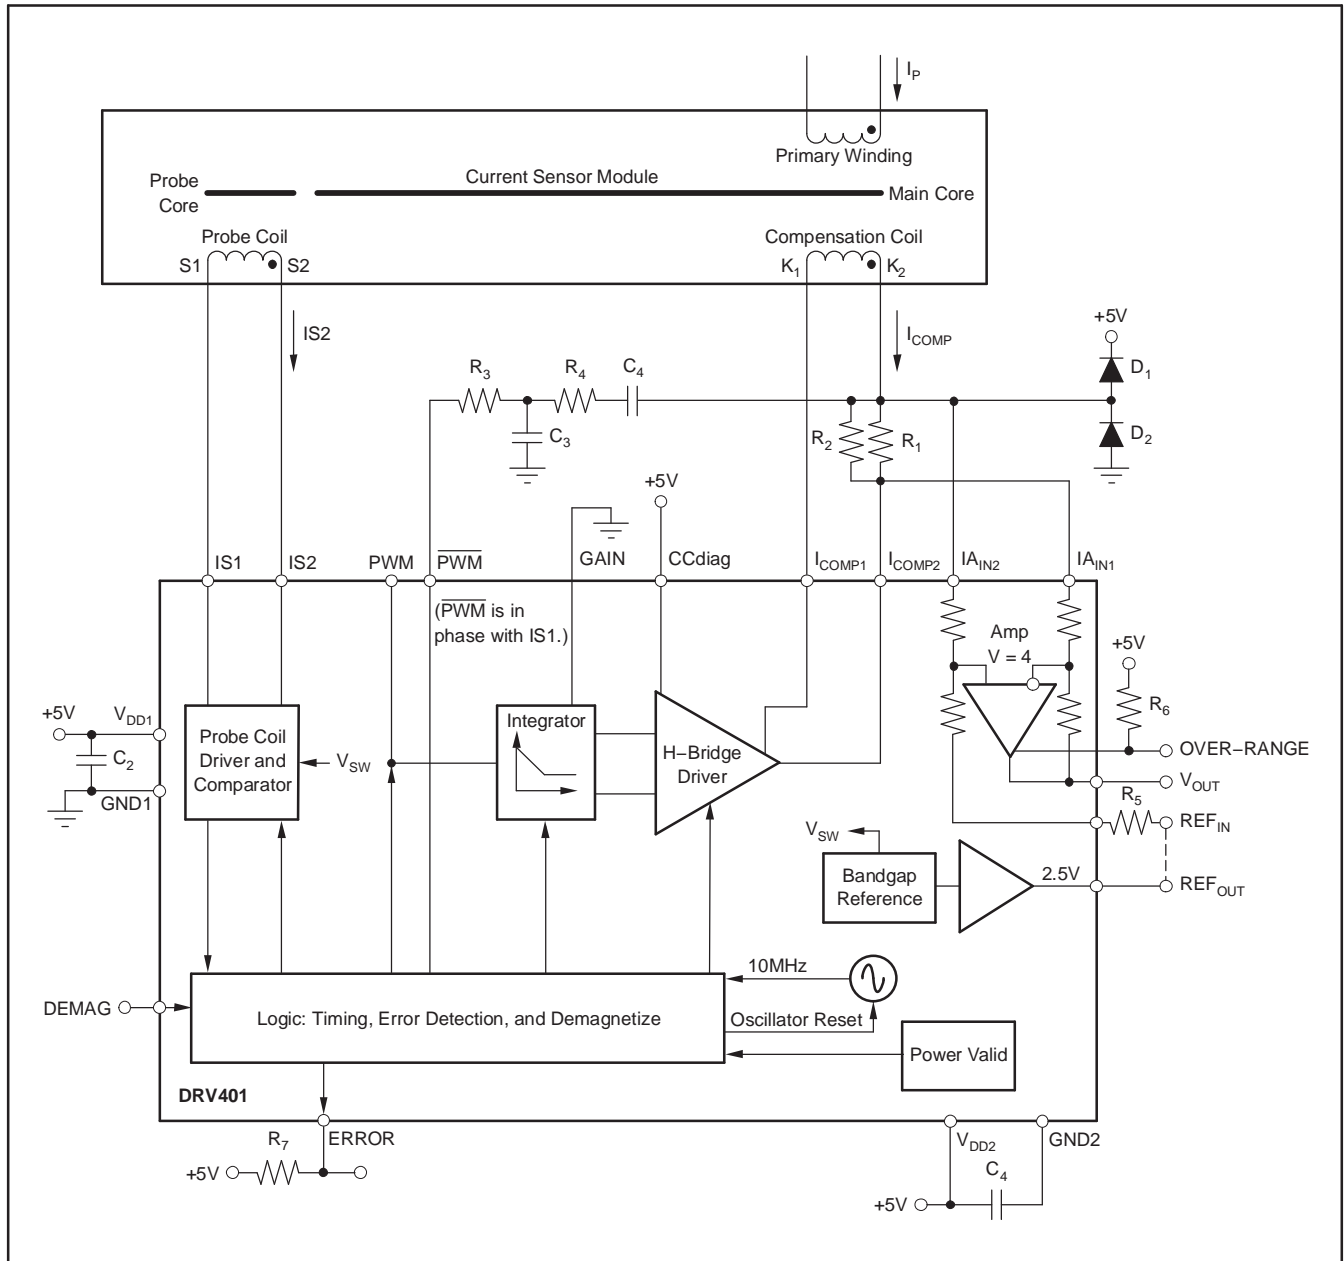 I_P
Primary Winding
Probe
Core
Current Sensor Module
Main Core
Probe Coil
Compensation Coil
S1
S2
K_1
K_2
IS2
I_COMP
+5V
D_1
R_3
R_4
C_4
C_3
R_2
R_1
D_2
+5V
IS1
IS2
PWM
P̅W̅M̅
GAIN
CCdiag
I_COMP1
I_COMP2
IA_IN2
IA_IN1
(P̅W̅M̅ is in
phase with IS1.)
Amp
V = 4
+5V
R_6
+5V
V_DD1
C_2
GND1
Probe Coil
Driver and
Comparator
V_SW
Integrator
H-Bridge
Driver
OVER-RANGE
V_OUT
R_5
REF_IN
V_SW
Bandgap
Reference
2.5V
REF_OUT
10MHz
DEMAG
Logic: Timing, Error Detection, and Demagnetize
Oscillator Reset
Power Valid
DRV401
R_7
ERROR
+5V
V_DD2
GND2
C_4
+5V